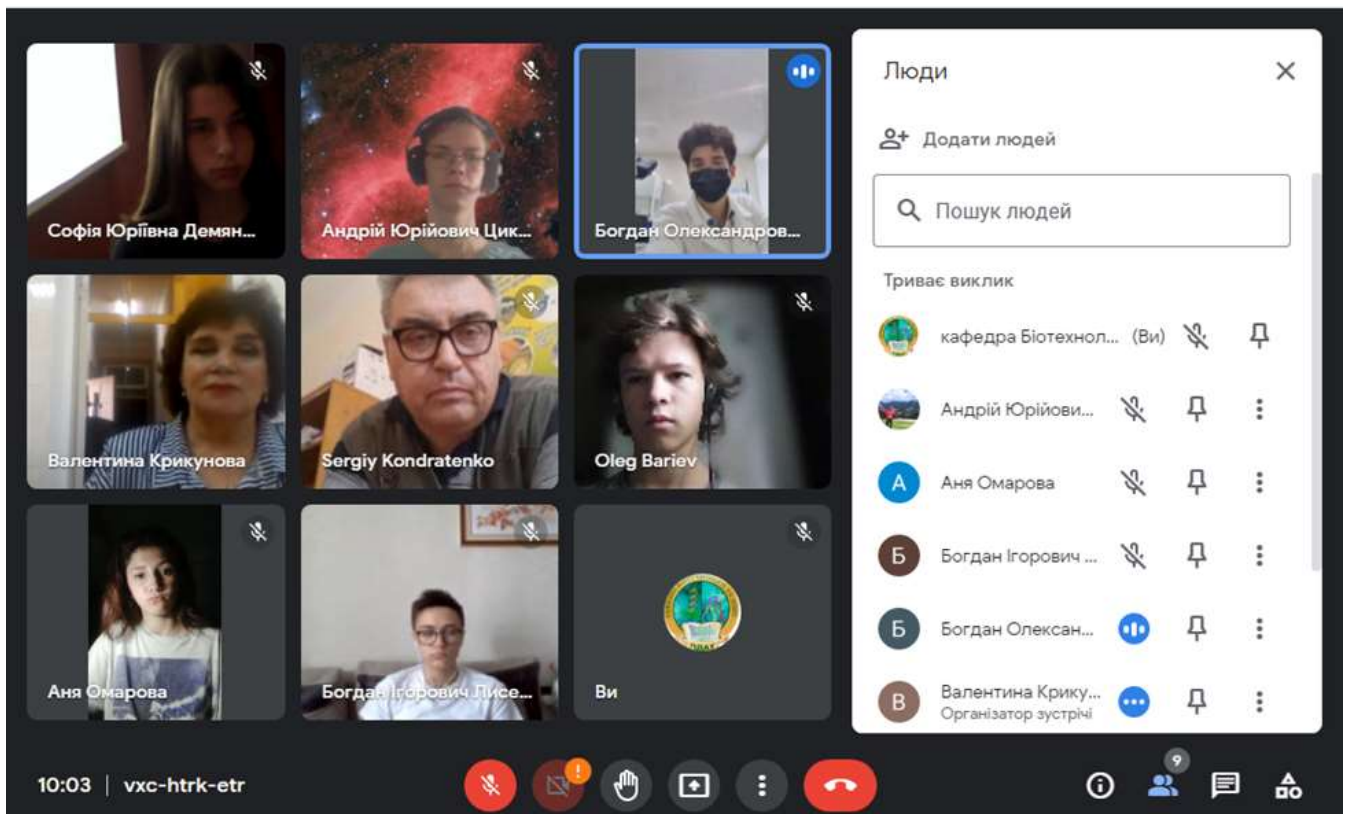 Софія Юріївна Демян...
Андрій Юрійович Цик...
Богдан Олександров...
Валентина Крикунова
Sergiy Kondratenko
Oleg Bariev
Аня Омарова
Богдан Ігорович Лисе...
Ви
Люди
Додати людей
Пошук людей
Триває виклик
кафедра Біотехнол... (Ви)
Андрій Юрійови...
А
Аня Омарова
Б
Богдан Ігорович ...
Б
Богдан Олексан...
В
Валентина Крику...
Організатор зустрічі
10:03 | vxc-htrk-etr
9